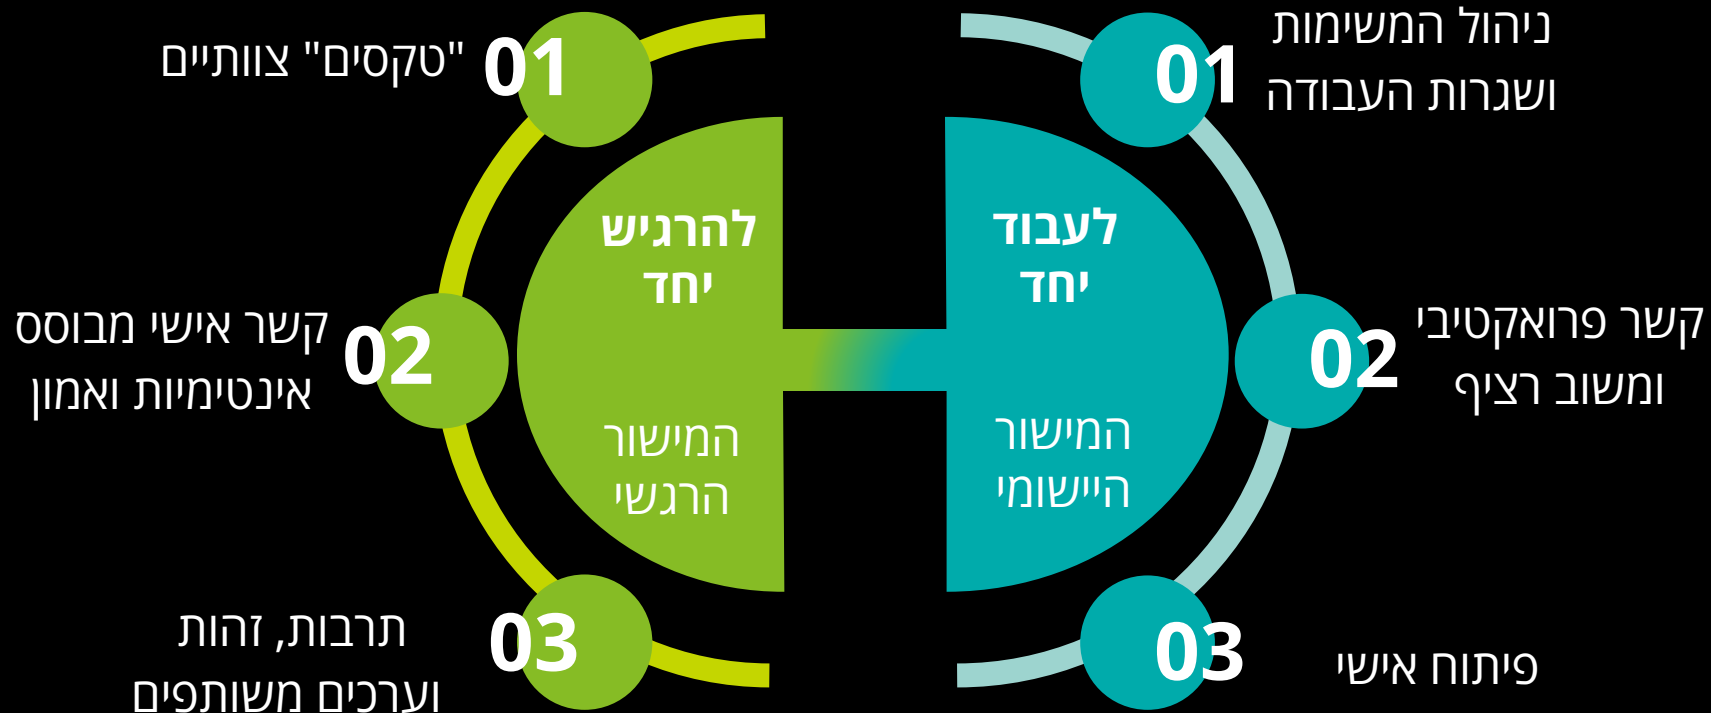 01
ניהול המשימות
ושגרות העבודה
02
קשר פרואקטיבי
ומשוב רציף
03
פיתוח אישי
לעבוד
יחד
המישור
היישומי
להרגיש
יחד
המישור
הרגשי
01
"טקסים" צוותיים
02
קשר אישי מבוסס
אינטימיות ואמון
03
תרבות, זהות
וערכים משותפים